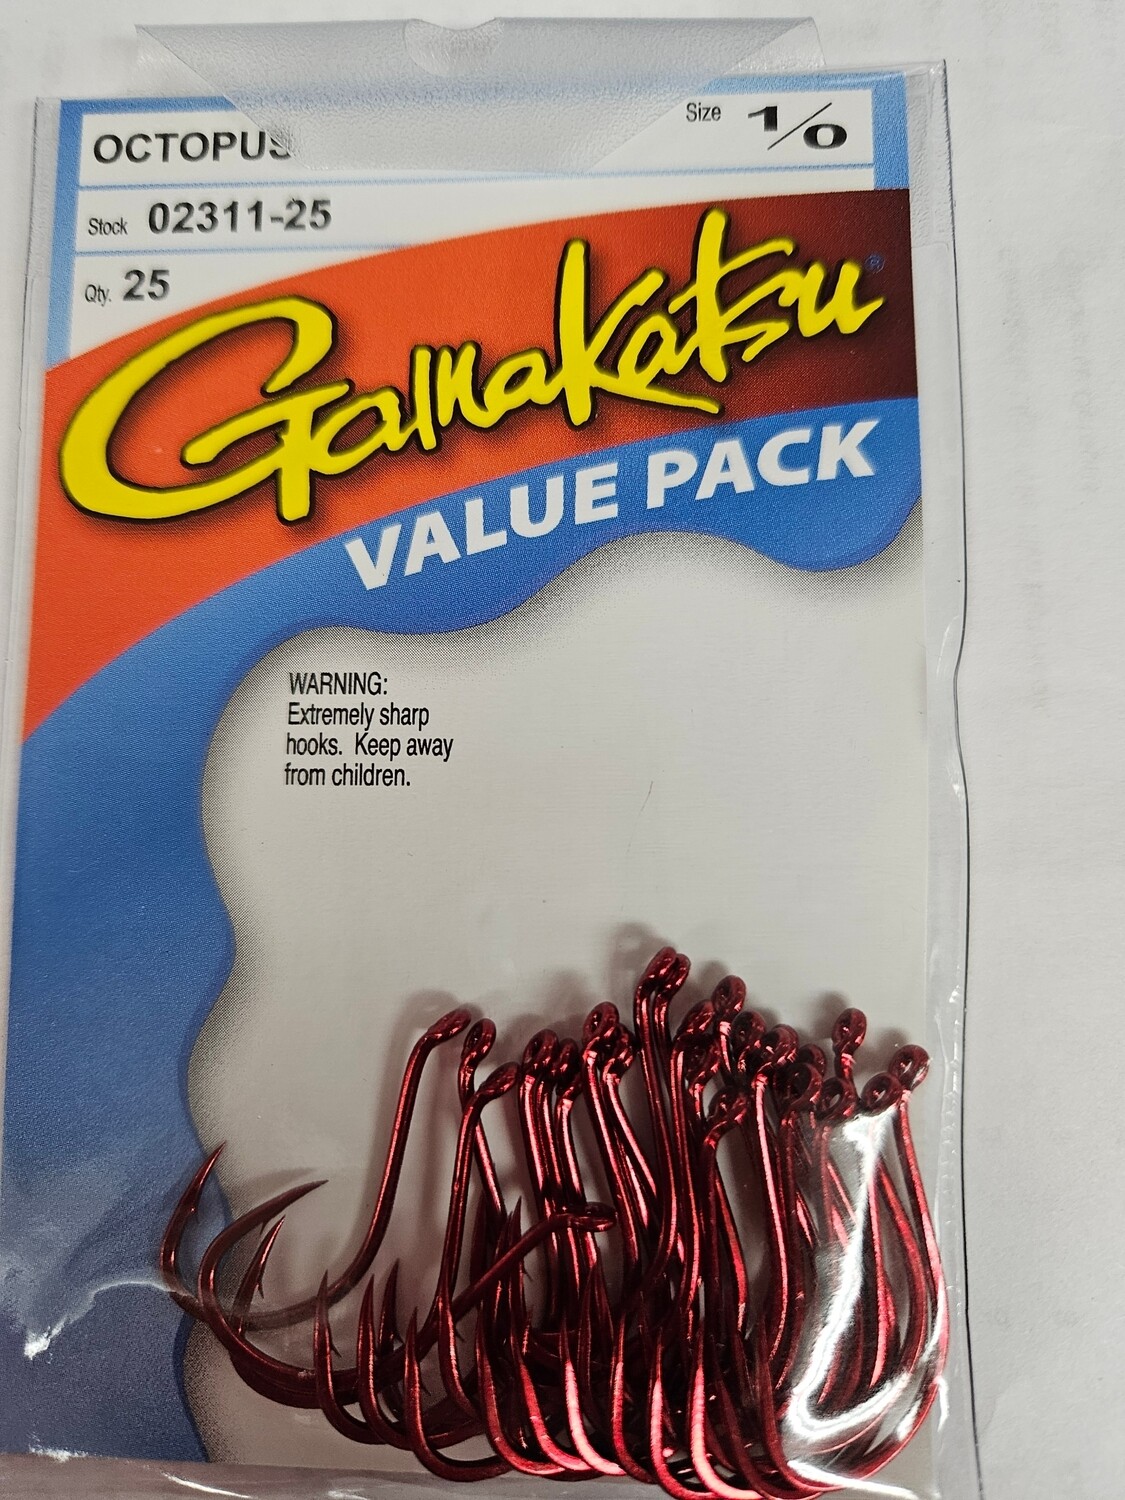 OCTOPUS
Size 1/0
Stock 02311-25
Qty. 25
Gamakatsu®
VALUE PACK
WARNING:
Extremely sharp
hooks. Keep away
from children.